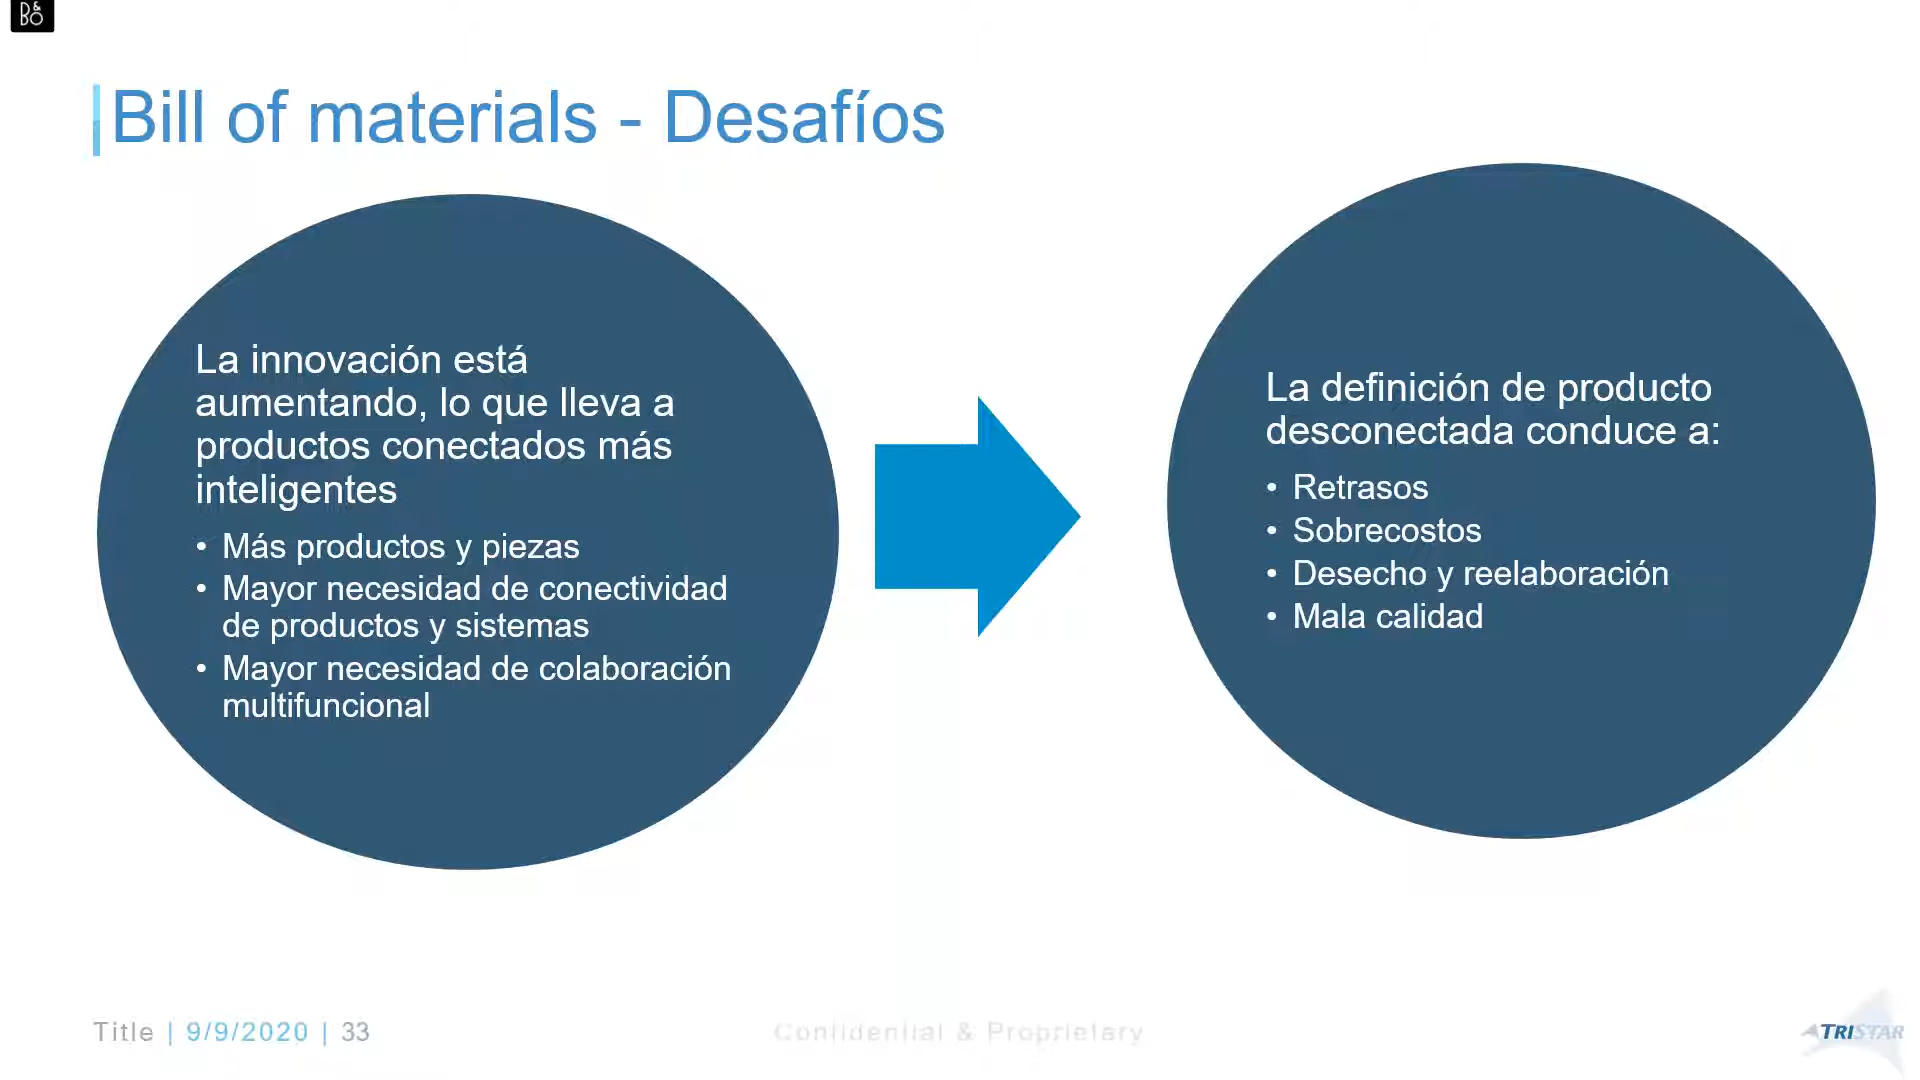 B&O
Bill of materials - Desafíos
La innovación está
aumentando, lo que lleva a
productos conectados más
inteligentes
• Más productos y piezas
• Mayor necesidad de conectividad
de productos y sistemas
• Mayor necesidad de colaboración
multifuncional
La definición de producto
desconectada conduce a:
• Retrasos
• Sobrecostos
• Desecho y reelaboración
• Mala calidad
Title | 9/9/2020 | 33
Confidential & Proprietary
TRISTAR